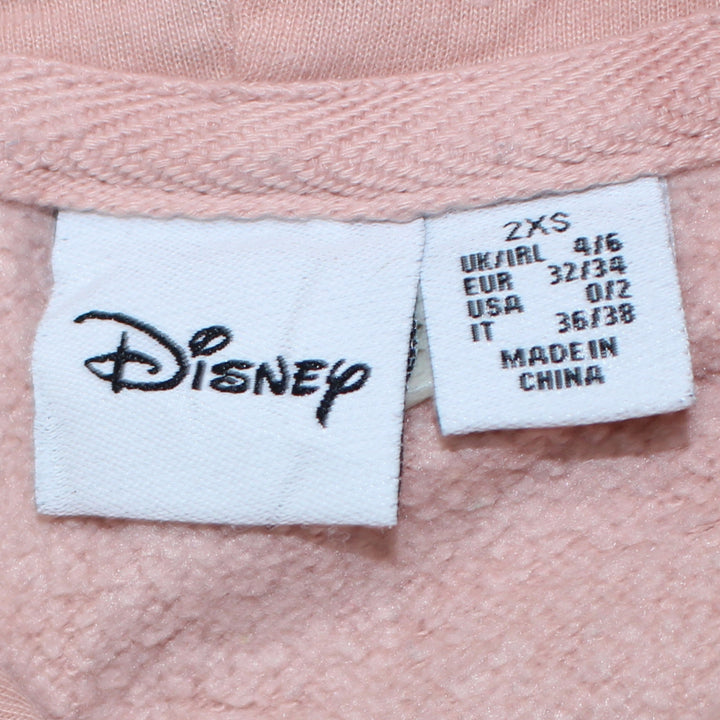 Disney
2XS
UK/IRL 4/6
EUR 32/34
USA 0/2
IT 36/38
MADE IN
CHINA